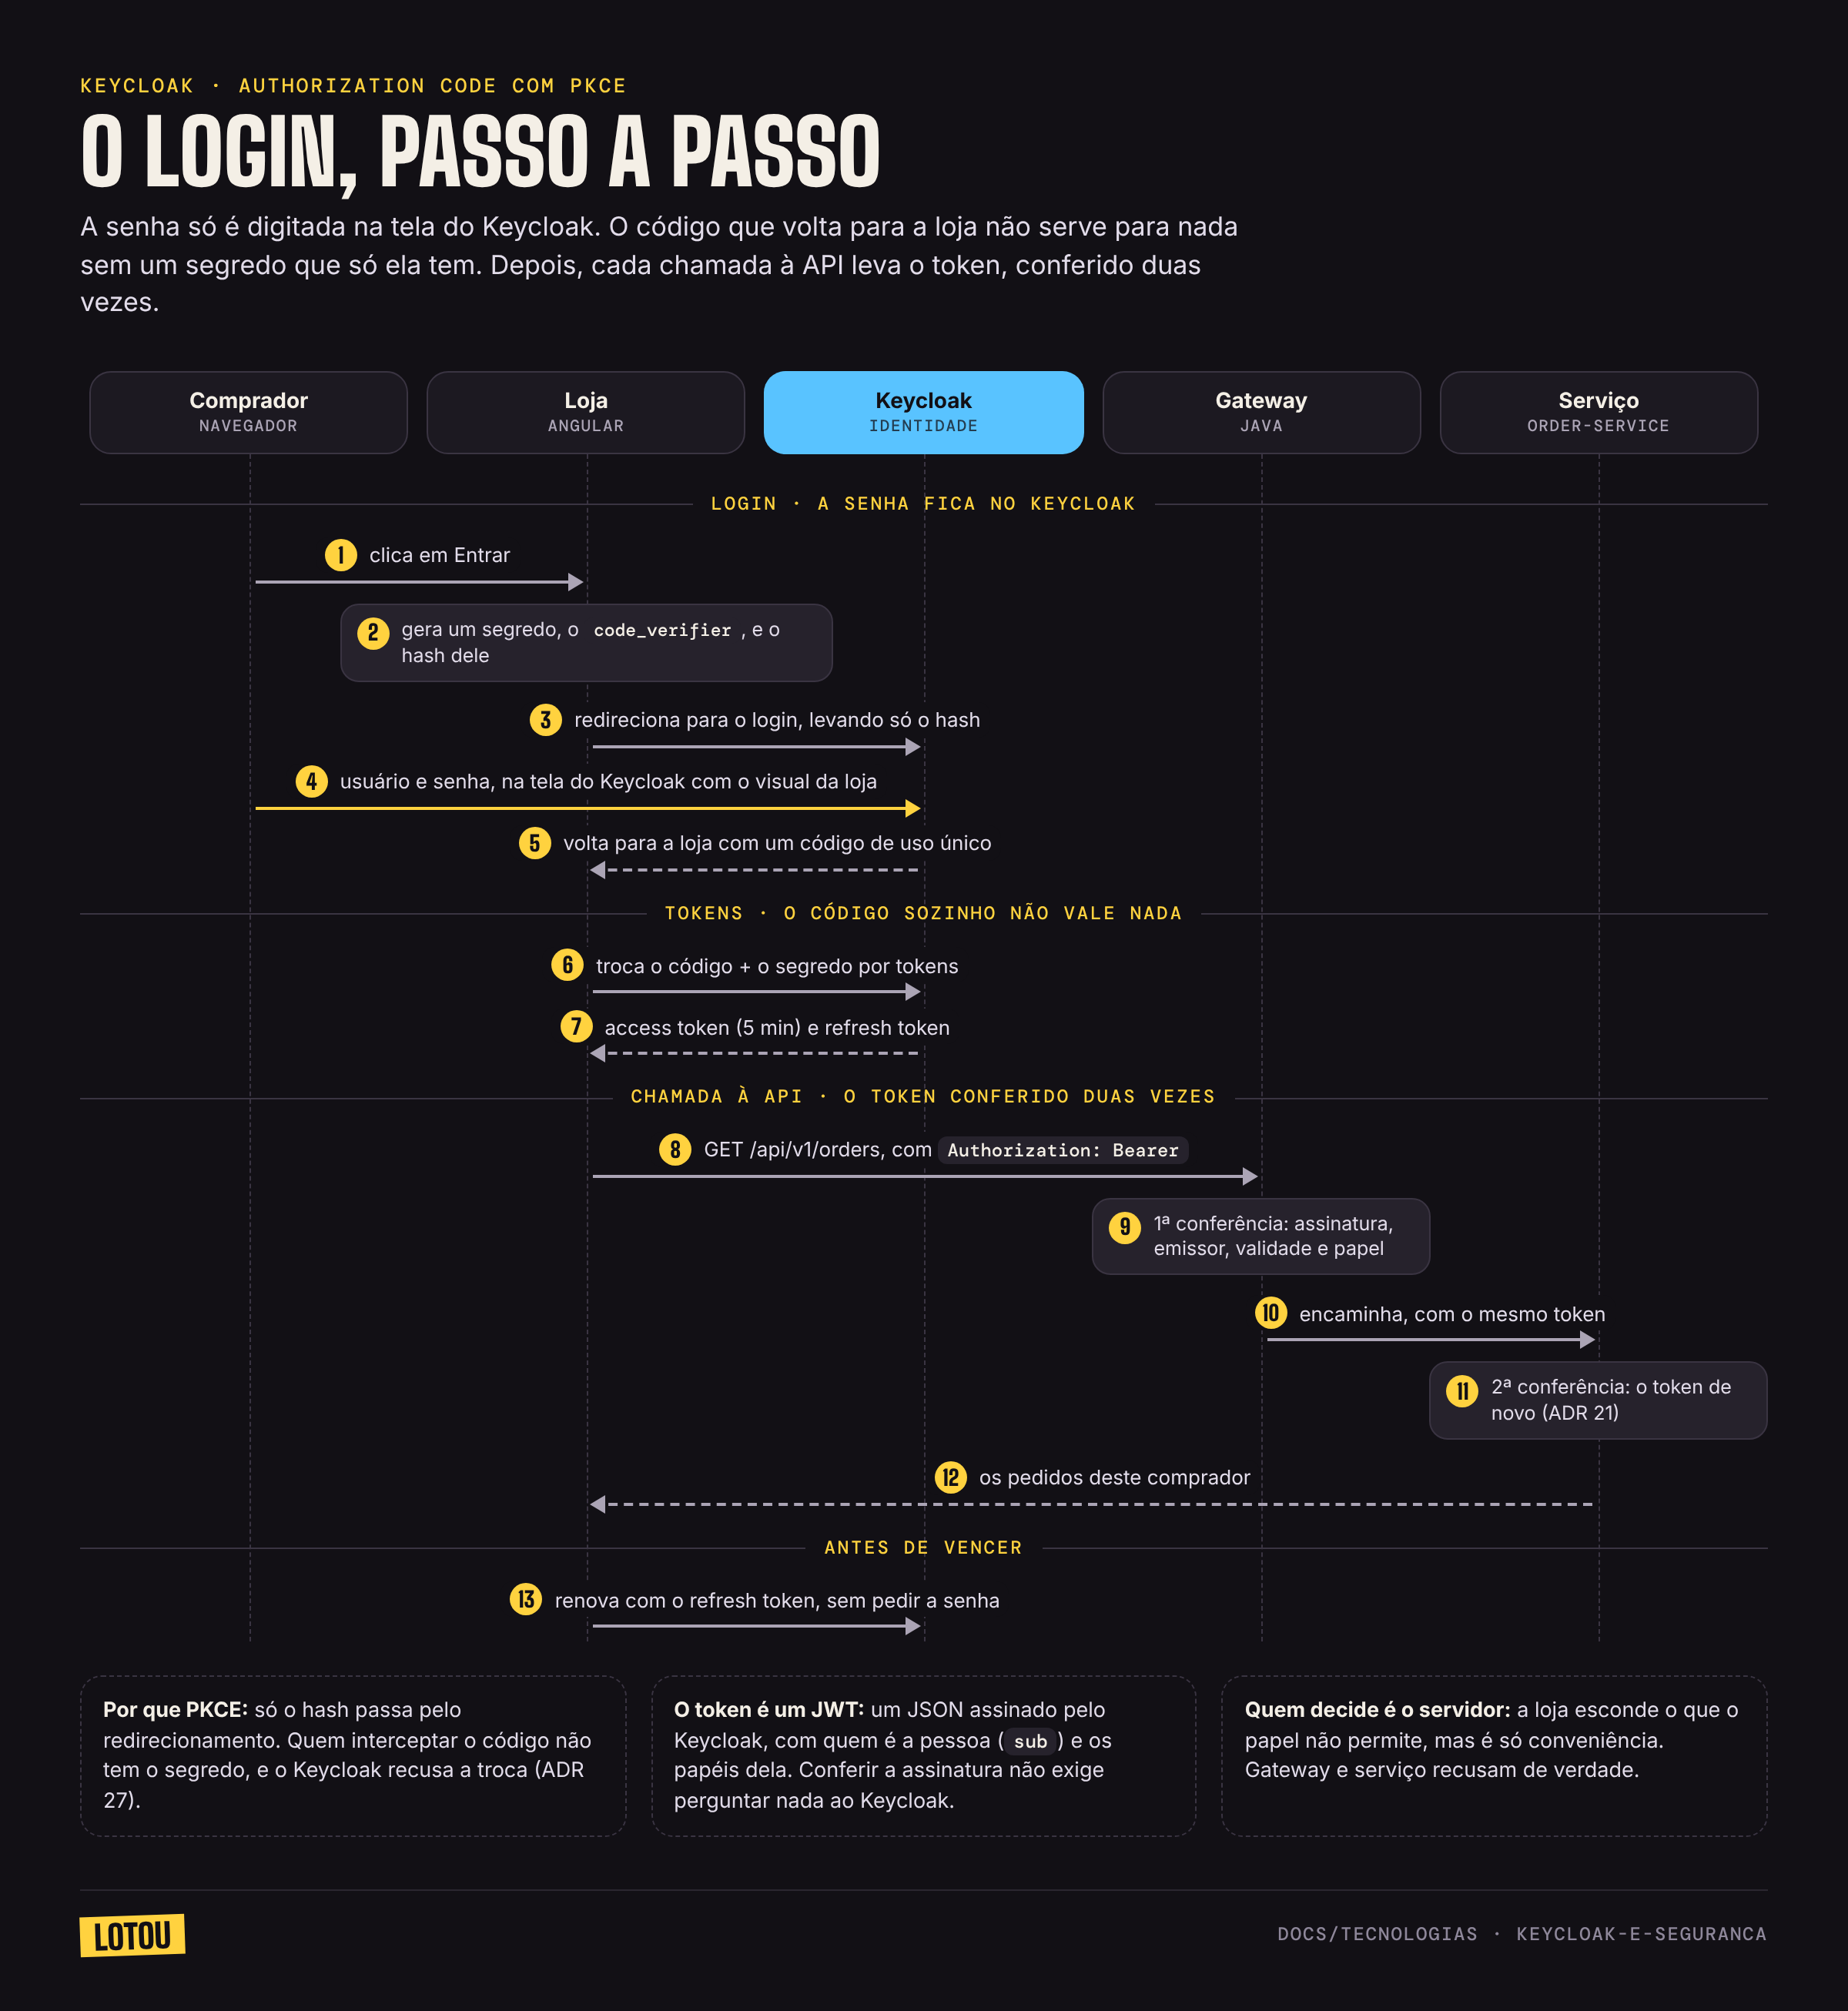 KEYCLOAK · AUTHORIZATION CODE COM PKCE
O LOGIN, PASSO A PASSO
A senha só é digitada na tela do Keycloak. O código que volta para a loja não serve para nada
sem um segredo que só ela tem. Depois, cada chamada à API leva o token, conferido duas
vezes.
Comprador
NAVEGADOR
Loja
ANGULAR
Keycloak
IDENTIDADE
Gateway
JAVA
Serviço
ORDER-SERVICE
LOGIN · A SENHA FICA NO KEYCLOAK
1 clica em Entrar
2 gera um segredo, o code_verifier , e o
hash dele
3 redireciona para o login, levando só o hash
4 usuário e senha, na tela do Keycloak com o visual da loja
5 volta para a loja com um código de uso único
TOKENS · O CÓDIGO SOZINHO NÃO VALE NADA
6 troca o código + o segredo por tokens
7 access token (5 min) e refresh token
CHAMADA À API · O TOKEN CONFERIDO DUAS VEZES
8 GET /api/v1/orders, com Authorization: Bearer
9 1ª conferência: assinatura,
emissor, validade e papel
10 encaminha, com o mesmo token
11 2ª conferência: o token de
novo (ADR 21)
12 os pedidos deste comprador
ANTES DE VENCER
13 renova com o refresh token, sem pedir a senha
Por que PKCE: só o hash passa pelo
redirecionamento. Quem interceptar o código não
tem o segredo, e o Keycloak recusa a troca (ADR
27).
O token é um JWT: um JSON assinado pelo
Keycloak, com quem é a pessoa ( sub ) e os
papéis dela. Conferir a assinatura não exige
perguntar nada ao Keycloak.
Quem decide é o servidor: a loja esconde o que o
papel não permite, mas é só conveniência.
Gateway e serviço recusam de verdade.
LOTOU
DOCS/TECNOLOGIAS · KEYCLOAK-E-SEGURANCA